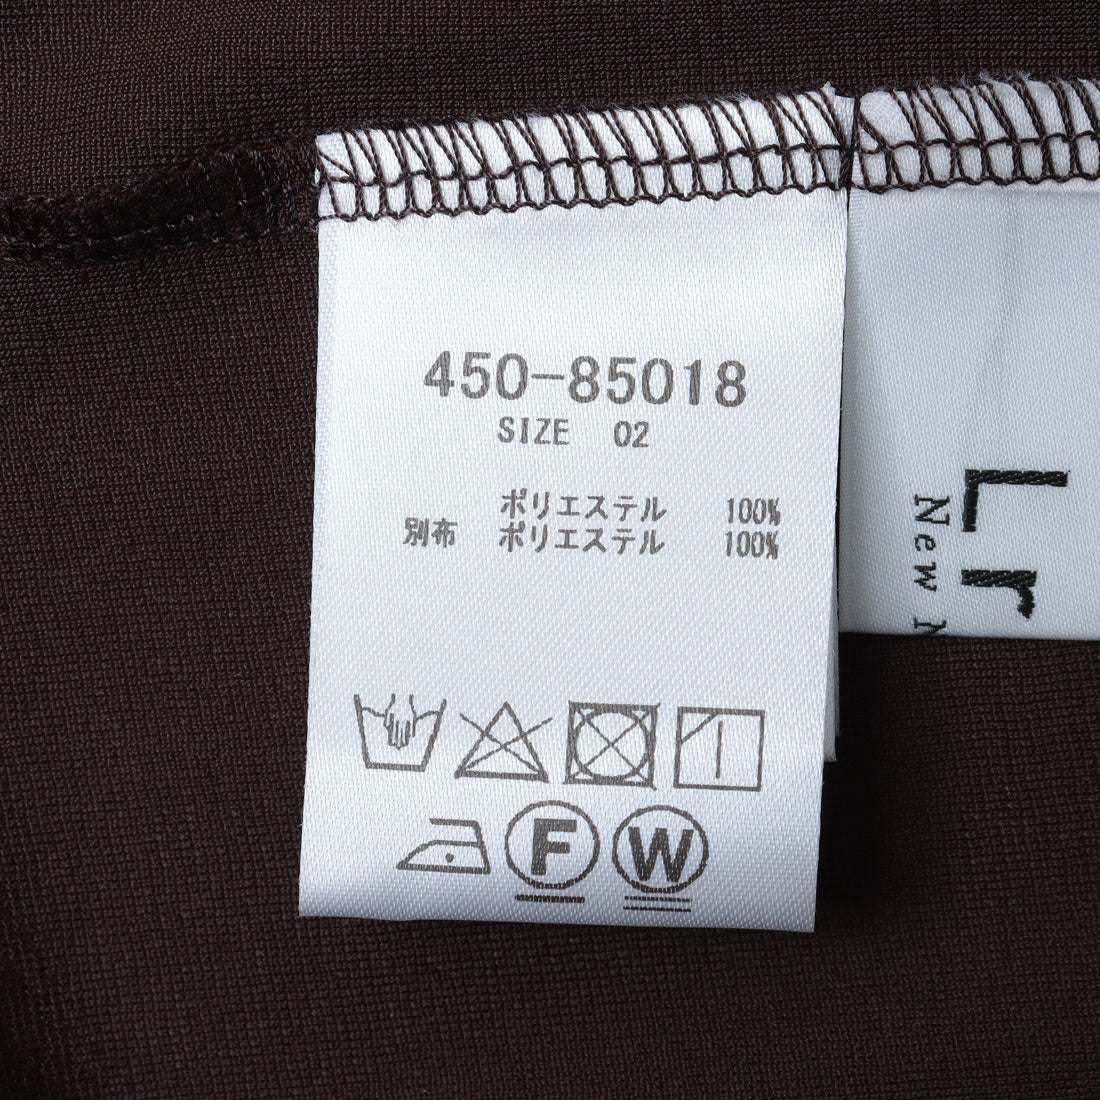 450-85018
SIZE 02
ポリエステル 100%
別布 ポリエステル 100%
F W
Lr
New